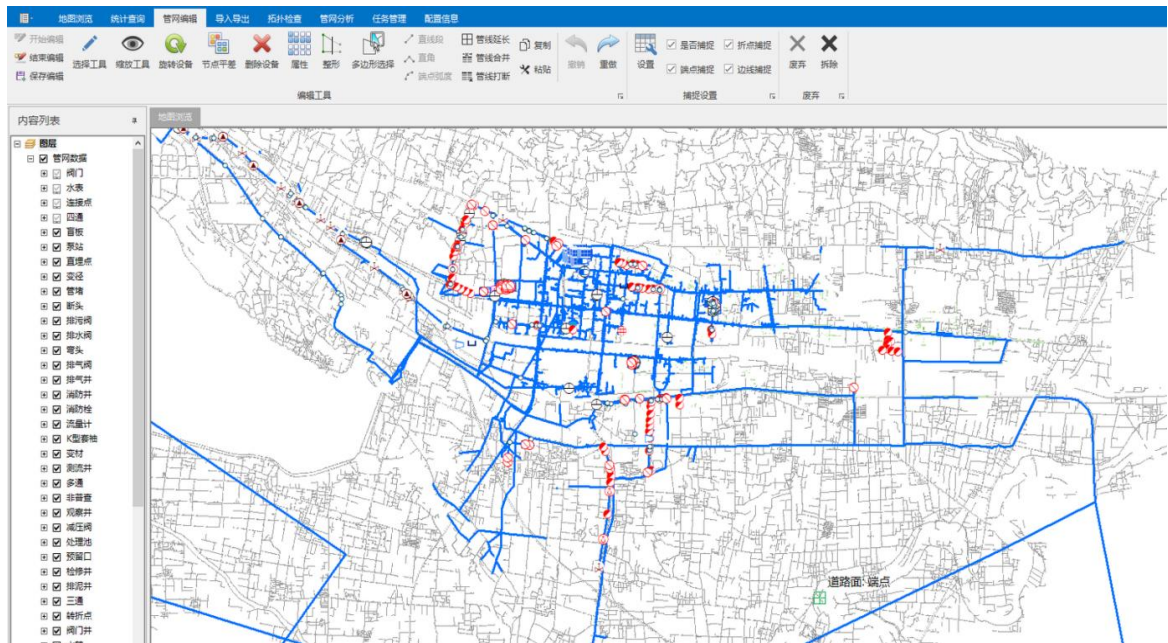 地图浏览 统计查询 管网编辑 导入导出 拓扑检查 管网分析 任务管理 配置信息
开始编辑
结束编辑
保存编辑
选择工具 缩放工具 旋转设备 节点平差 删除设备 属性 整形 多边形选择
直线段
直角
端点弧度
管线延长
管线合并
管线打断
复制
粘贴
撤销 重做
设置
是否捕捉 折点捕捉
端点捕捉 边线捕捉
废弃 拆除
编辑工具 捕捉设置 废弃
内容列表
地图浏览
图层
管网数据
阀门
水表
连接点
四通
盲板
泵站
直埋点
变径
管堵
断头
排污阀
排水阀
弯头
排气阀
排气井
消防井
消防栓
流量计
K型套袖
变材
测流井
多通
非普查
观察井
减压阀
处理池
预留口
检修井
排泥井
三通
转折点
阀门井
道路面: 端点